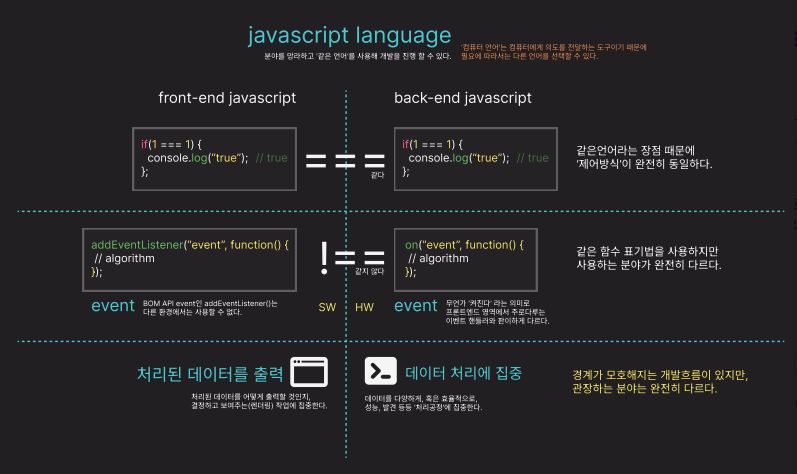 javascript language
분야를 망라하고 '같은 언어'를 사용해 개발을 진행 할 수 있다.
'컴퓨터 언어'는 컴퓨터에게 의도를 전달하는 도구이기 때문에
필요에 따라서는 다른 언어를 선택할 수 있다.
front-end javascript
back-end javascript
if(1 === 1) {
console.log("true"); // true
};
===
같다
if(1 === 1) {
console.log("true"); // true
};
같은언어라는 장점 때문에
'제어방식'이 완전히 동일하다.
addEventListener("event", function() {
// algorithm
});
!==
같지 않다
on("event", function() {
// algorithm
});
같은 함수 표기법을 사용하지만
사용하는 분야가 완전히 다르다.
event
BOM API event인 addEventListener()는
다른 환경에서는 사용할 수 없다.
SW
HW
event
무언가 '켜진다' 라는 의미로
프론트엔드 영역에서 주로다루는
이벤트 핸들러와 판이하게 다르다.
처리된 데이터를 출력
처리된 데이터를 어떻게 출력할 것인지,
결정하고 보여주는(렌더링) 작업에 집중한다.
데이터 처리에 집중
데이터를 다양하게, 혹은 효율적으로,
성능, 발견 등등 '처리공정'에 집중한다.
경계가 모호해지는 개발흐름이 있지만,
관장하는 분야는 완전히 다르다.